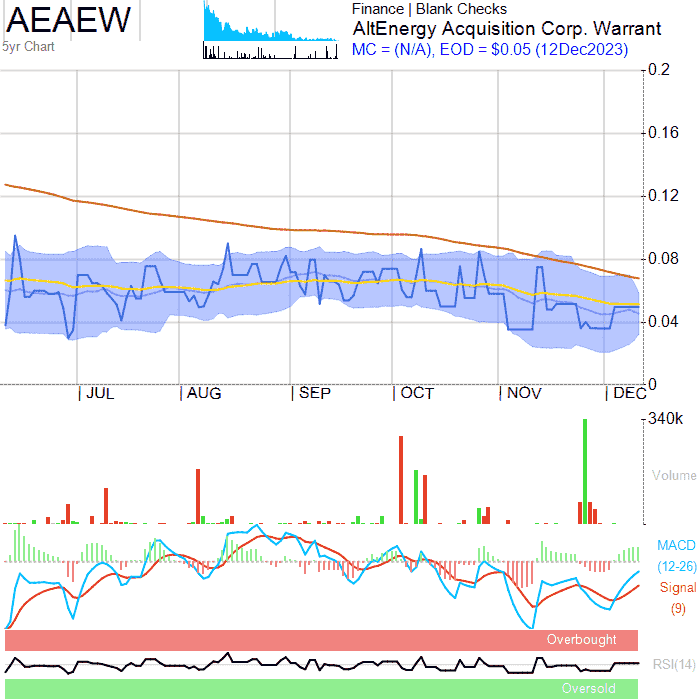 AEAEW
5yr Chart
Finance | Blank Checks
AltEnergy Acquisition Corp. Warrant
MC = (N/A), EOD = $0.05 (12Dec2023)
0.2
0.16
0.12
0.08
0.04
0
| JUL | AUG | SEP | OCT | NOV | DEC
340k
Volume
MACD
(12-26)
Signal
(9)
Overbought
RSI(14)
Oversold